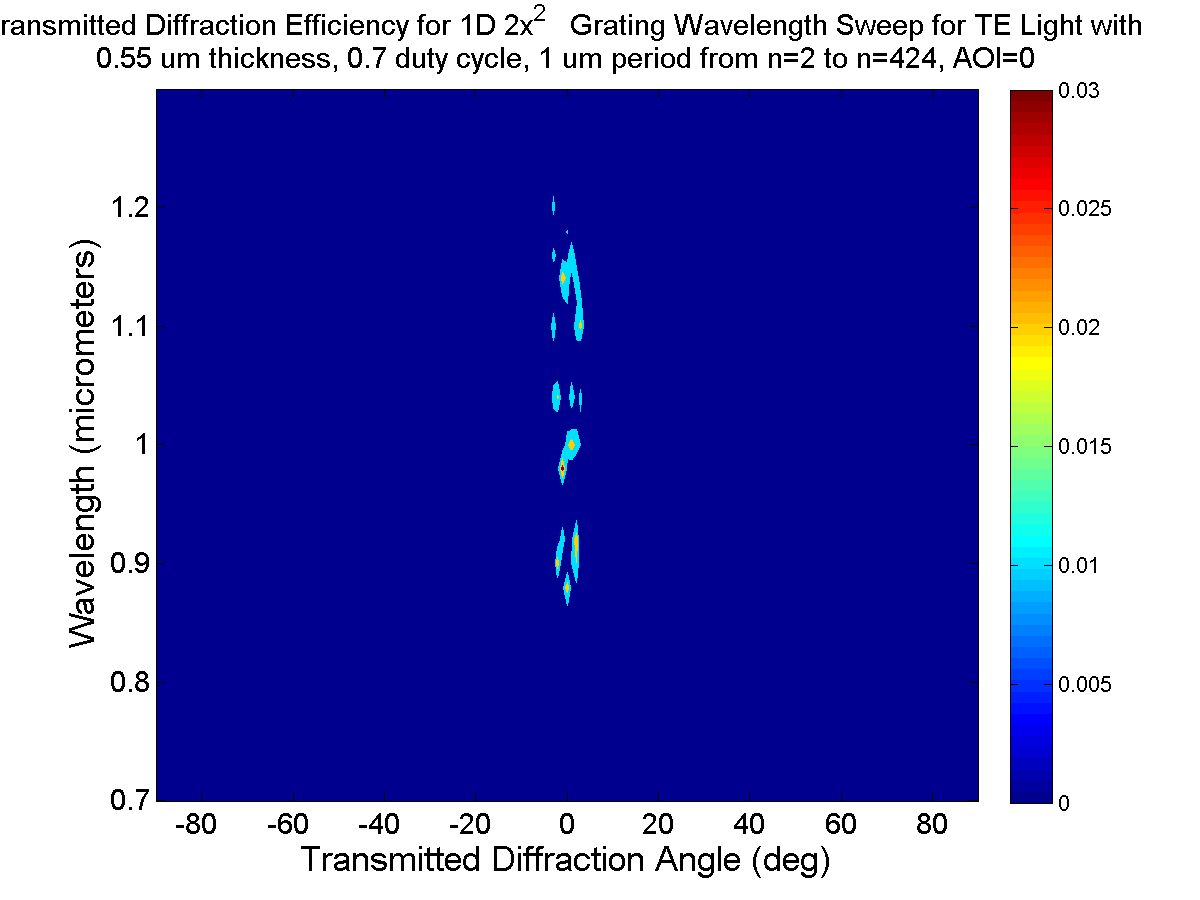 ransmitted Diffraction Efficiency for 1D 2x² Grating Wavelength Sweep for TE Light with
0.55 um thickness, 0.7 duty cycle, 1 um period from n=2 to n=424, AOI=0
0.03
0.025
0.02
0.015
0.01
0.005
0
1.2
1.1
1
0.9
0.8
0.7
Wavelength (micrometers)
-80 -60 -40 -20 0 20 40 60 80
Transmitted Diffraction Angle (deg)